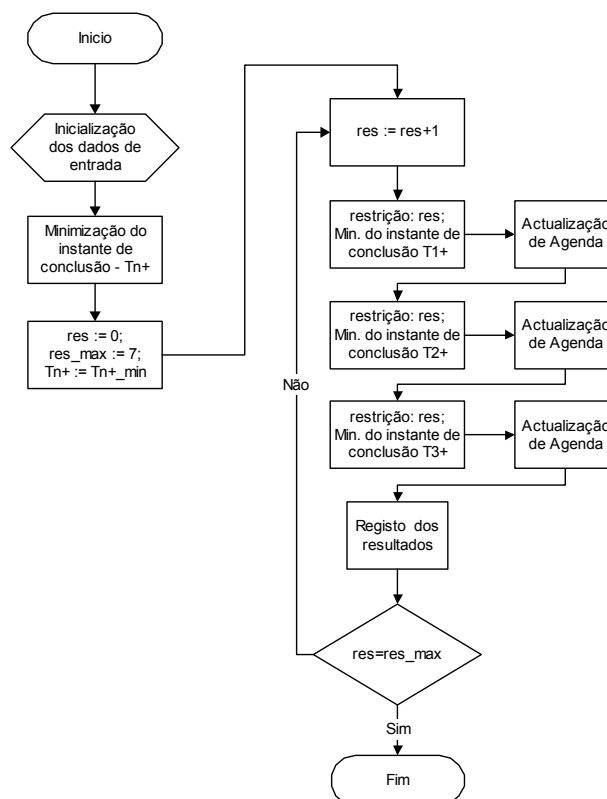 Inicio
Inicialização
dos dados de
entrada
Minimização do
instante de
conclusão - Tn+
res := 0;
res_max := 7;
Tn+ := Tn+_min
res := res+1
restrição: res;
Min. do instante de
conclusão T1+
Actualização
de Agenda
restrição: res;
Min. do instante de
conclusão T2+
Actualização
de Agenda
restrição: res;
Min. do instante de
conclusão T3+
Actualização
de Agenda
Registo dos
resultados
res=res_max
Não
Sim
Fim